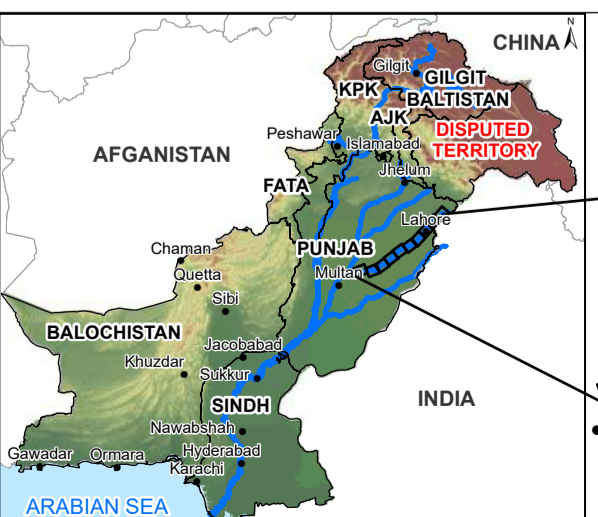 N
CHINA
Gilgit
GILGIT
BALTISTAN
KPK
AJK
DISPUTED
TERRITORY
Peshawar
Islamabad
AFGANISTAN
Jhelum
FATA
Lahore
PUNJAB
Chaman
Multan
Quetta
Sibi
BALOCHISTAN
Jacobabad
Khuzdar
Sukkur
INDIA
SINDH
Nawabshah
Hyderabad
Gawadar
Ormara
Karachi
ARABIAN SEA